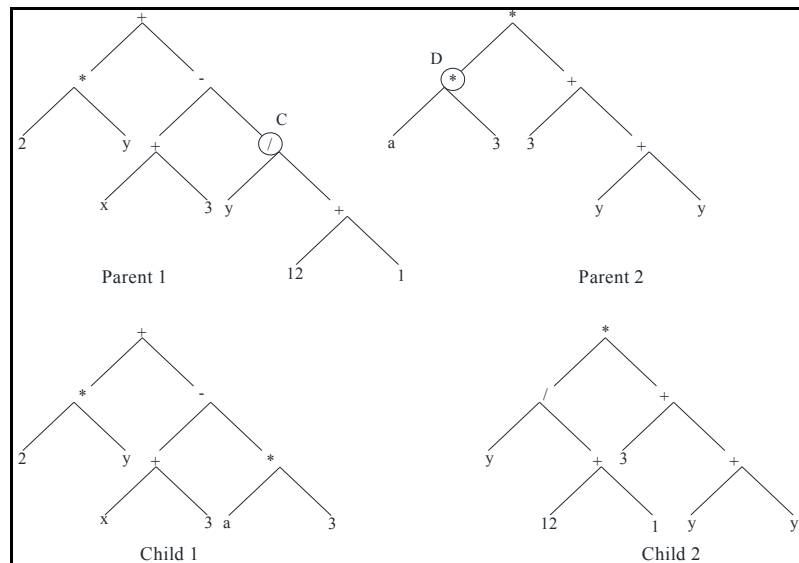 + *
D
* - * +
C
2 y + / a 3 3 +
x 3 y + y y
12 1
Parent 1 Parent 2
+ *
* - / +
2 y + * y + 3 +
x 3 a 3 12 1 y y
Child 1 Child 2